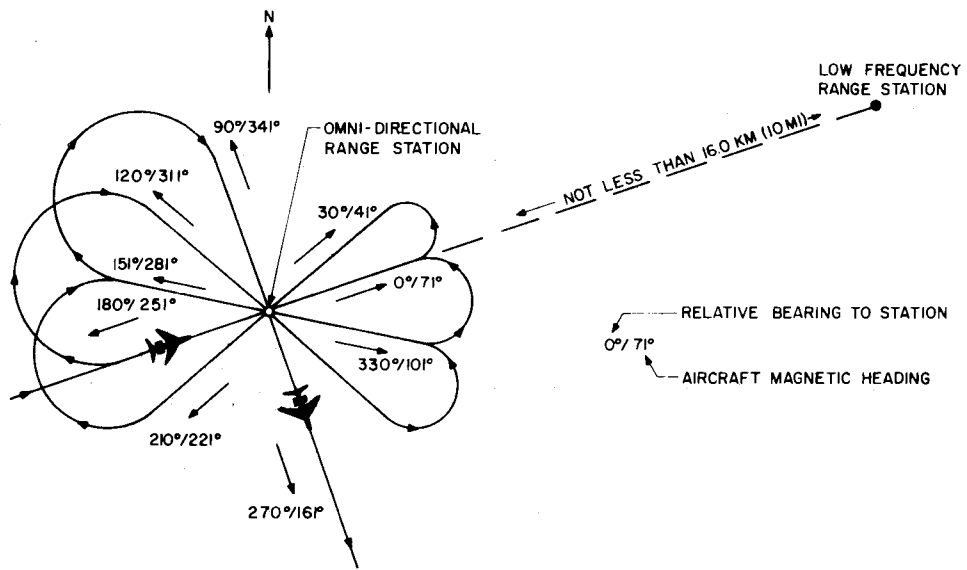 N
LOW FREQUENCY
RANGE STATION
90°/341°
OMNI-DIRECTIONAL
RANGE STATION
NOT LESS THAN 16.0 KM (10 MI)
120°/311°
30°/41°
151°/281°
0°/71°
180°/251°
RELATIVE BEARING TO STATION
0°/71°
330°/101°
AIRCRAFT MAGNETIC HEADING
210°/221°
270°/161°